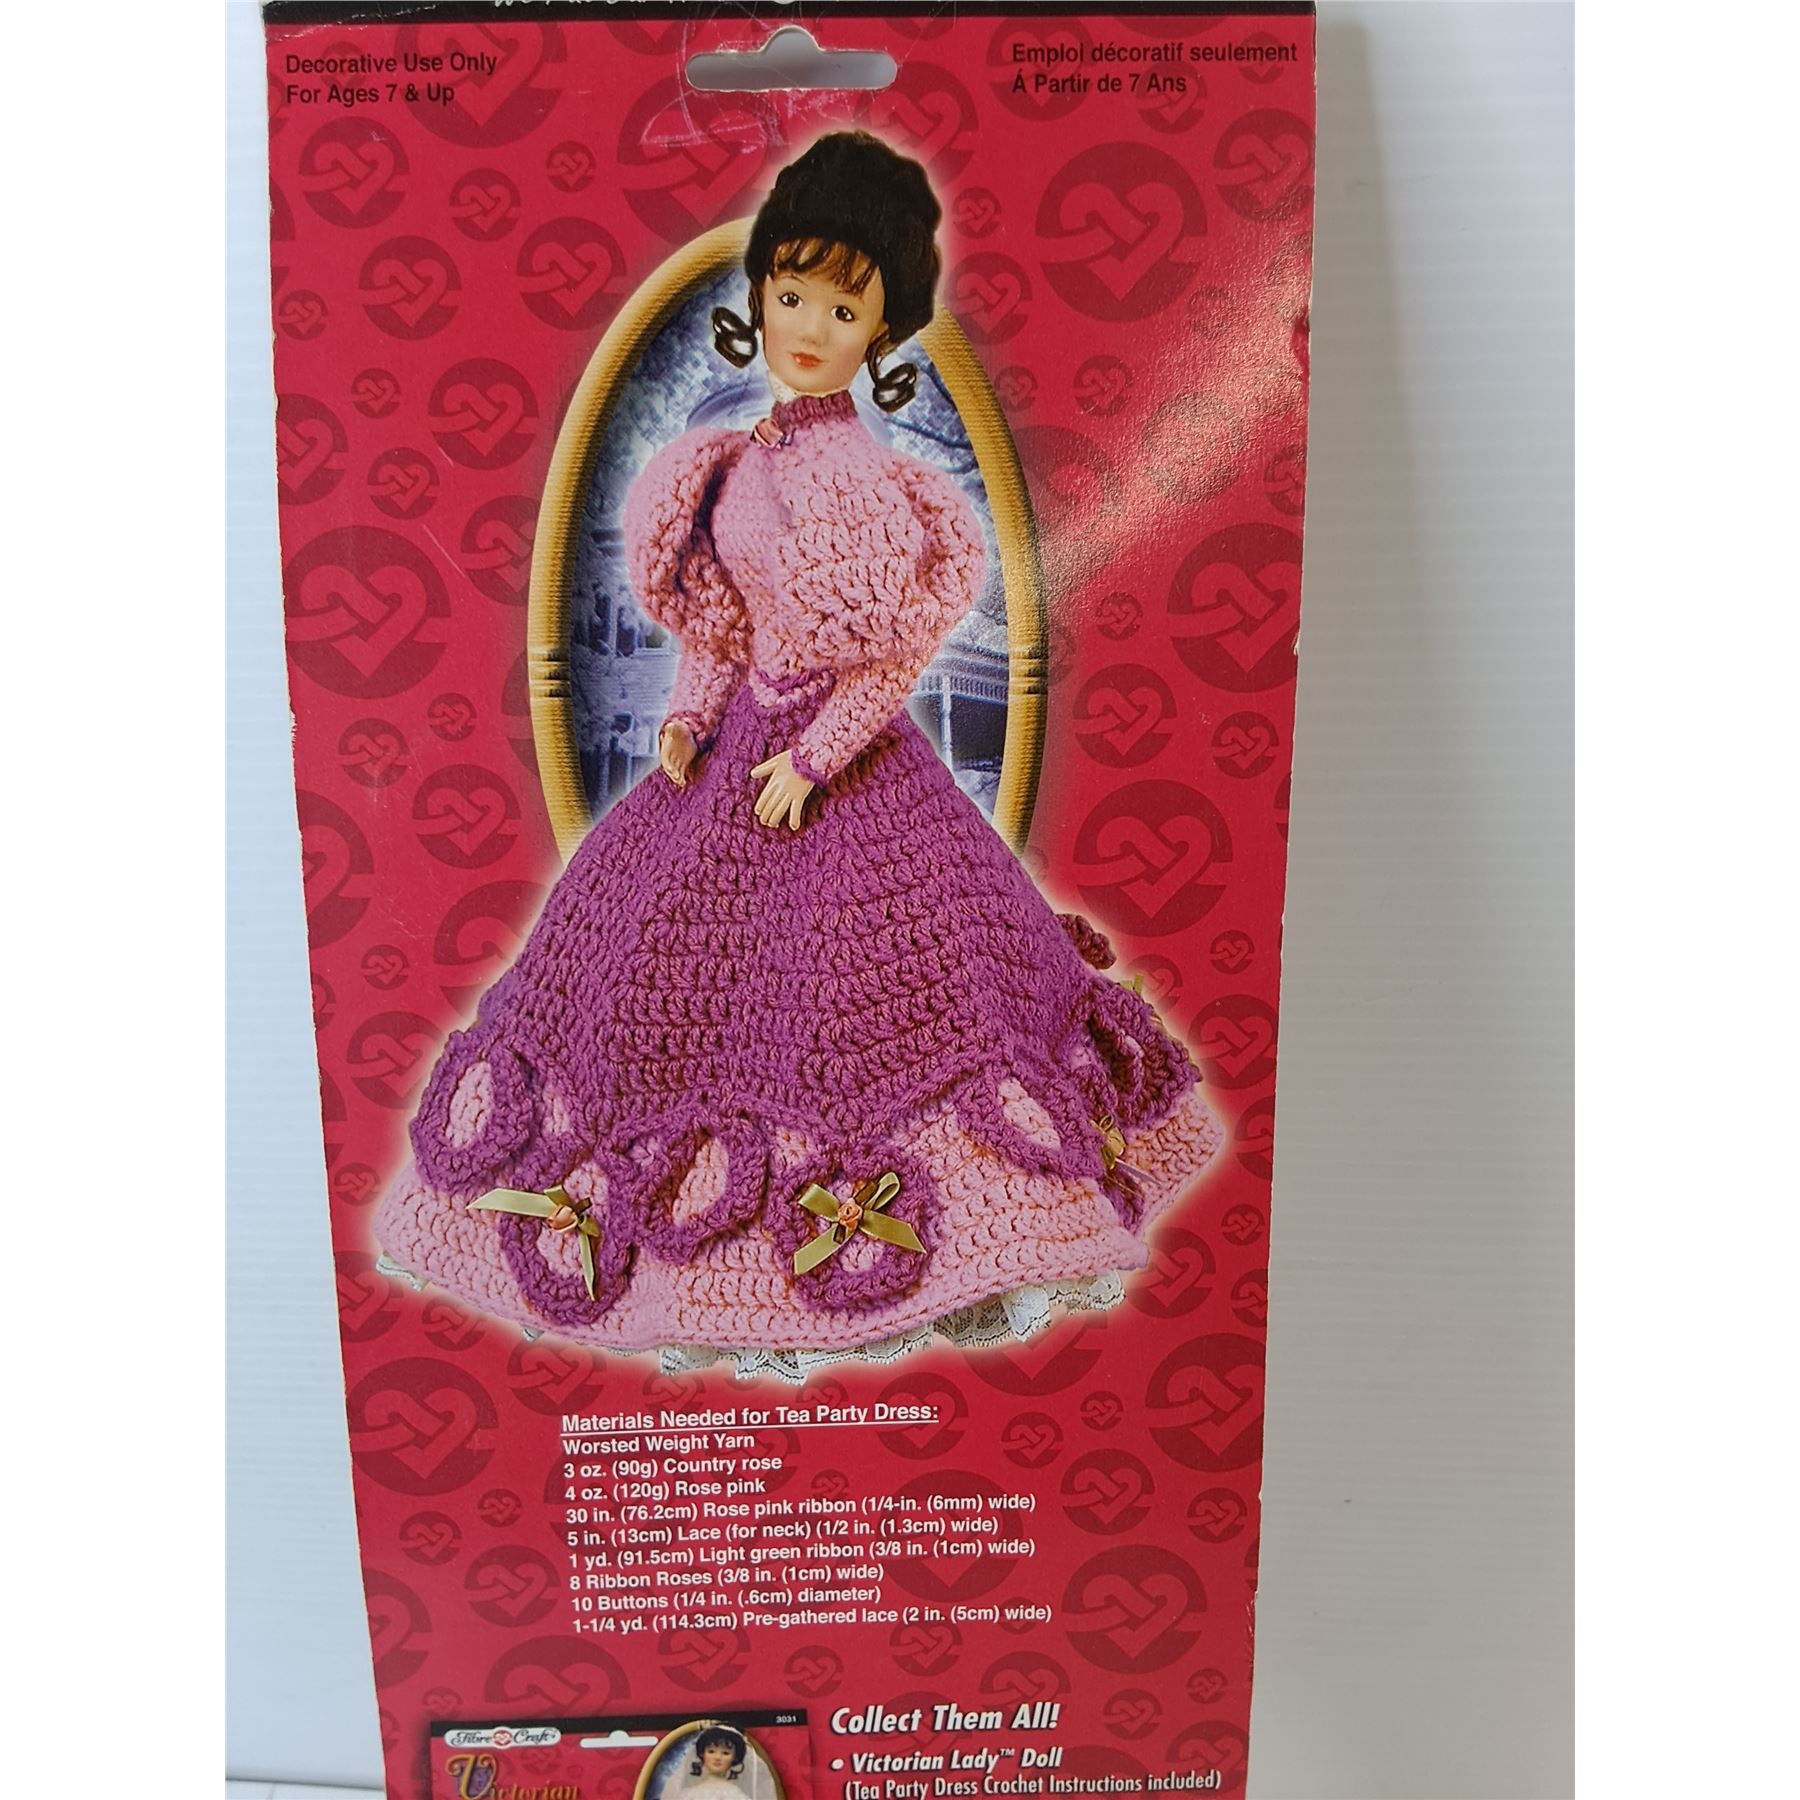 Decorative Use Only
For Ages 7 & Up
Emploi décoratif seulement
Á Partir de 7 Ans
Materials Needed for Tea Party Dress:
Worsted Weight Yarn
3 oz. (90g) Country rose
4 oz. (120g) Rose pink
30 in. (76.2cm) Rose pink ribbon (1/4-in. (6mm) wide)
5 in. (13cm) Lace (for neck) (1/2 in. (1.3cm) wide)
1 yd. (91.5cm) Light green ribbon (3/8 in. (1cm) wide)
8 Ribbon Roses (3/8 in. (1cm) wide)
10 Buttons (1/4 in. (.6cm) diameter)
1-1/4 yd. (114.3cm) Pre-gathered lace (2 in. (5cm) wide)
Collect Them All!
• Victorian Lady™ Doll
(Tea Party Dress Crochet Instructions included)
3031
Fibre Craft
Victorian